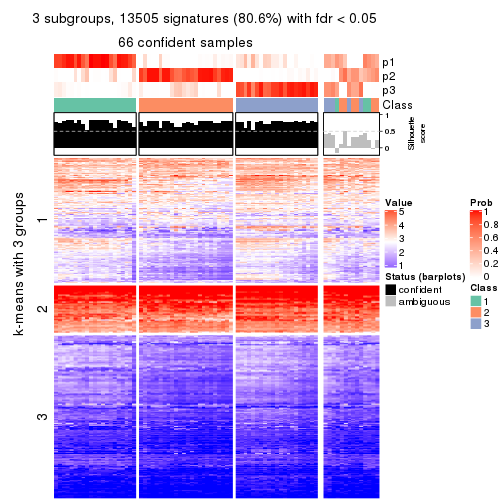 3 subgroups, 13505 signatures (80.6%) with fdr < 0.05
66 confident samples
p1
p2
p3
Class
1
0.5
0
Silhouette
score
k-means with 3 groups
1
2
3
Value
5
4
3
2
1
Status (barplots)
confident
ambiguous
Prob
1
0.8
0.6
0.4
0.2
0
Class
1
2
3